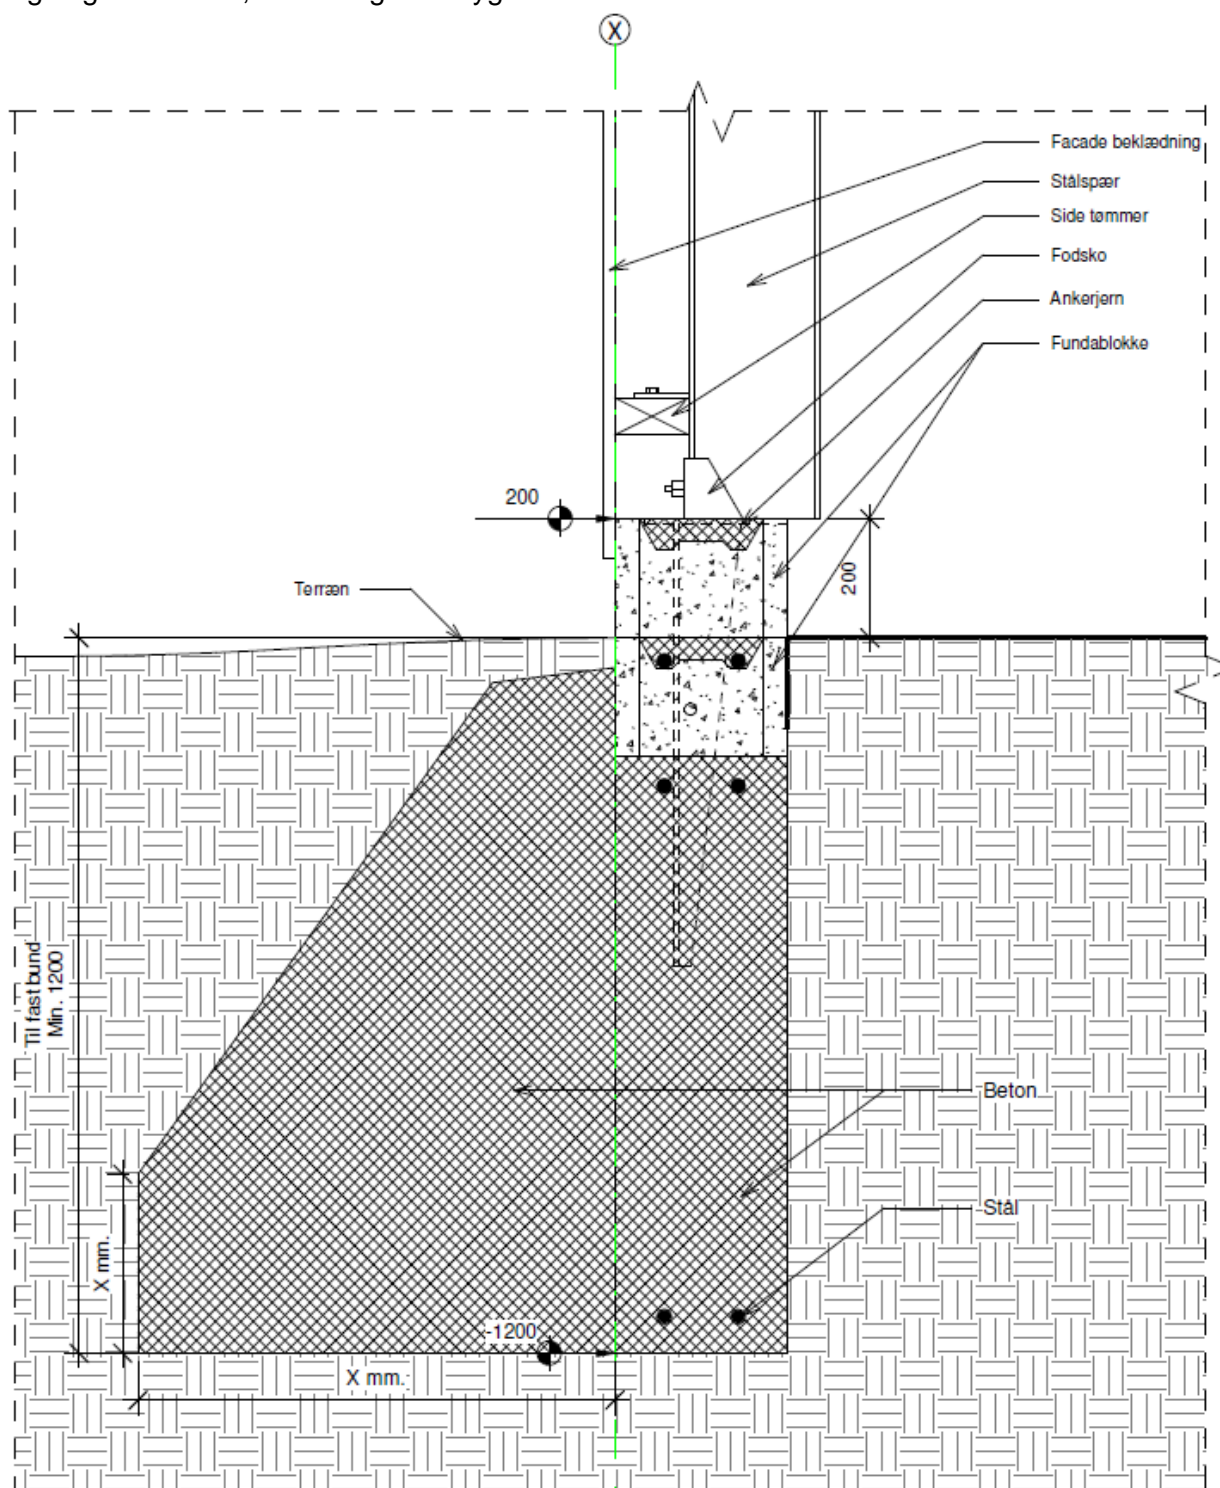 X
Facade beklædning
Stålspær
Side tømmer
Fodsko
Ankerjern
Fundablokke
200
200
Terræn
Til fast bund
Min. 1200
Beton
Stål
X mm.
-1200
X mm.